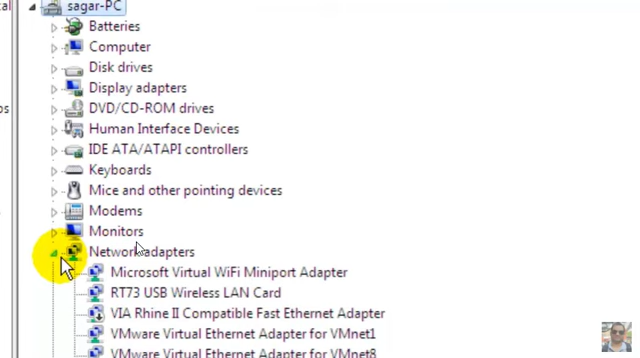 sagar-PC
Batteries
Computer
Disk drives
Display adapters
DVD/CD-ROM drives
Human Interface Devices
IDE ATA/ATAPI controllers
Keyboards
Mice and other pointing devices
Modems
Monitors
Network adapters
Microsoft Virtual WiFi Miniport Adapter
RT73 USB Wireless LAN Card
VIA Rhine II Compatible Fast Ethernet Adapter
VMware Virtual Ethernet Adapter for VMnet1
VMware Virtual Ethernet Adapter for VMnet8